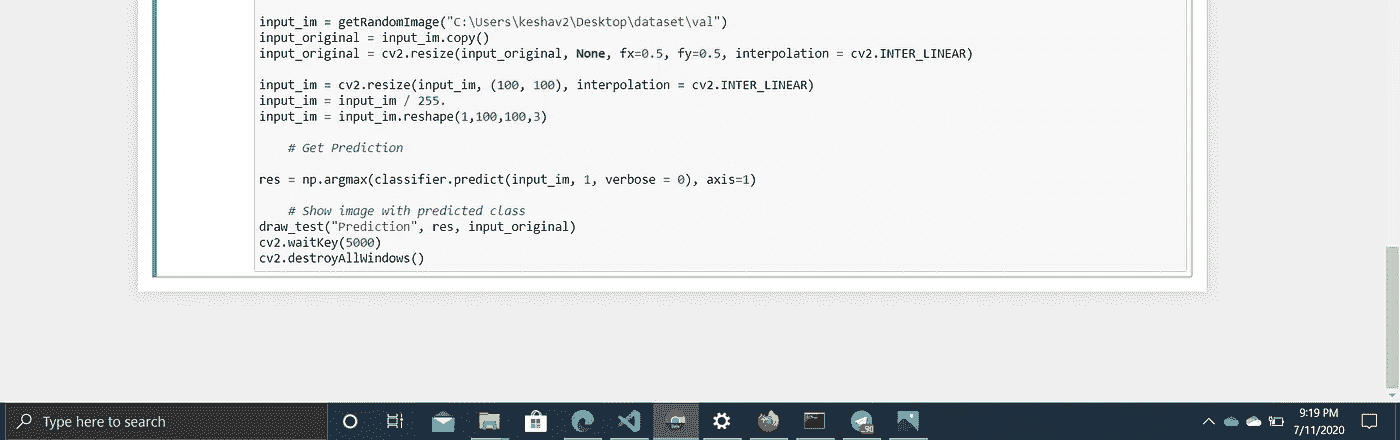 input_im = getRandomImage("C:\Users\keshav2\Desktop\dataset\val")
input_original = input_im.copy()
input_original = cv2.resize(input_original, None, fx=0.5, fy=0.5, interpolation = cv2.INTER_LINEAR)
input_im = cv2.resize(input_im, (100, 100), interpolation = cv2.INTER_LINEAR)
input_im = input_im / 255.
input_im = input_im.reshape(1,100,100,3)
# Get Prediction
res = np.argmax(classifier.predict(input_im, 1, verbose = 0), axis=1)
# Show image with predicted class
draw_test("Prediction", res, input_original)
cv2.waitKey(5000)
cv2.destroyAllWindows()
Type here to search
9:19 PM
7/11/2020